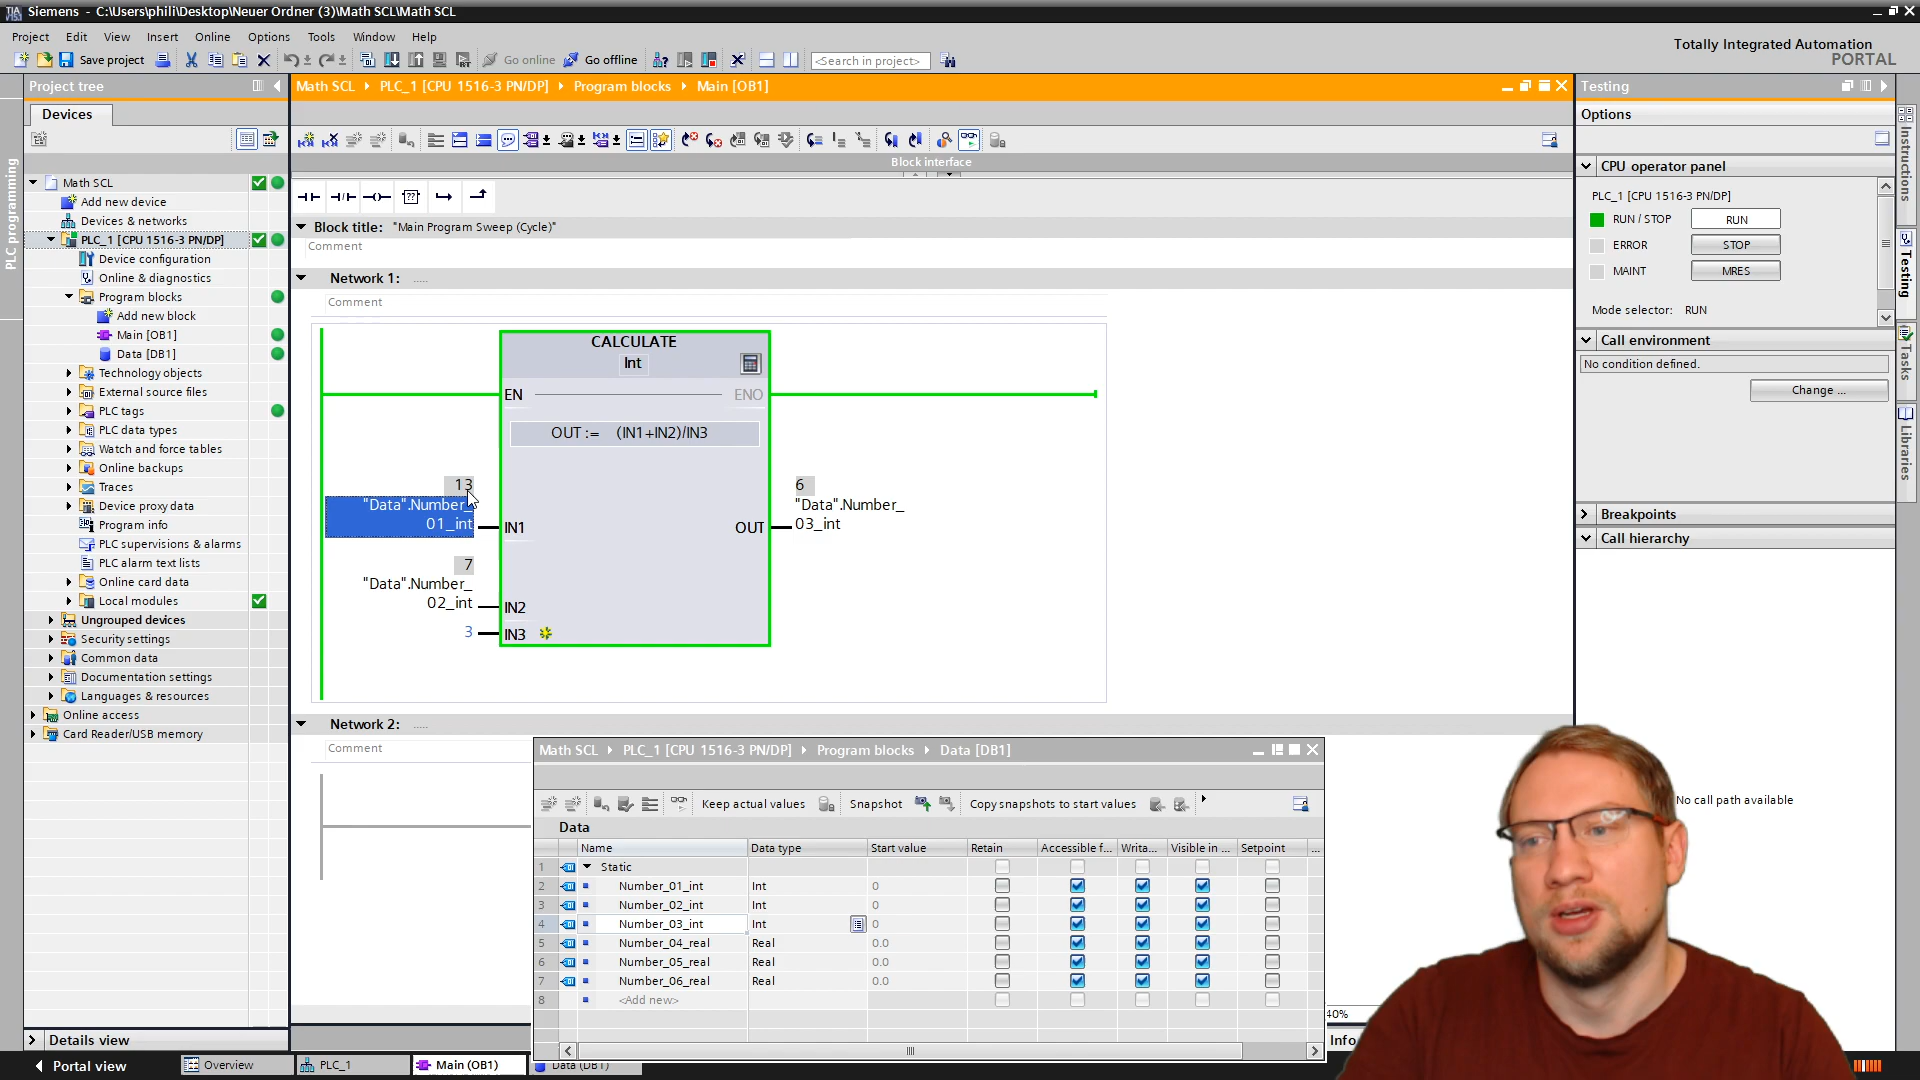 Siemens - C:\Users\phili\Desktop\Neuer Ordner (3)\Math SCL\Math SCL
Project Edit View Insert Online Options Tools Window Help
Totally Integrated Automation
PORTAL
Save project
Go online
Go offline
<Search in project>
Project tree
Math SCL PLC_1 [CPU 1516-3 PN/DP] Program blocks Main [OB1]
Testing
Devices
Options
Block interface
PLC programming
Math SCL
Add new device
Devices & networks
PLC_1 [CPU 1516-3 PN/DP]
Device configuration
Online & diagnostics
Program blocks
Add new block
Main [OB1]
Data [DB1]
Technology objects
External source files
PLC tags
PLC data types
Watch and force tables
Online backups
Traces
Device proxy data
Program info
PLC supervisions & alarms
PLC alarm text lists
Online card data
Local modules
Ungrouped devices
Security settings
Common data
Documentation settings
Languages & resources
Online access
Card Reader/USB memory
Details view
Block title: "Main Program Sweep (Cycle)"
Comment
Network 1: .....
Comment
CALCULATE
Int
EN ENO
OUT := (IN1+IN2)/IN3
13
"Data".Number_
01_int
IN1
6
"Data".Number_
03_int
OUT
7
"Data".Number_
02_int
IN2
3 IN3
Network 2: .....
Comment
Math SCL PLC_1 [CPU 1516-3 PN/DP] Program blocks Data [DB1]
Keep actual values
Snapshot
Copy snapshots to start values
Data
Name Data type Start value Retain Accessible f... Writa... Visible in ... Setpoint ...
1 Static
2 Number_01_int Int 0
3 Number_02_int Int 0
4 Number_03_int Int 0
5 Number_04_real Real 0.0
6 Number_05_real Real 0.0
7 Number_06_real Real 0.0
8 <Add new>
CPU operator panel
PLC_1 [CPU 1516-3 PN/DP]
RUN / STOP RUN
ERROR STOP
MAINT MRES
Mode selector: RUN
Call environment
No condition defined.
Change ...
Breakpoints
Call hierarchy
No call path available
Instructions
Testing
Tasks
Libraries
40%
Info
Portal view
Overview
PLC_1
Main (OB1)
Data (DB1)